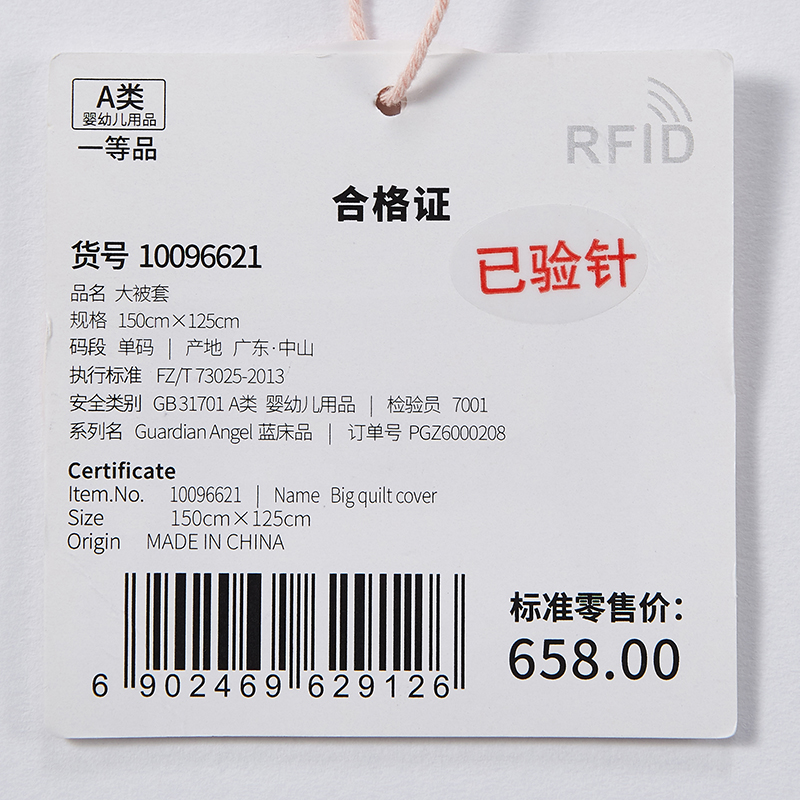 A类
婴幼儿用品
一等品
RFID
合格证
已验针
货号 10096621
品名 大被套
规格 150cm×125cm
码段 单码 | 产地 广东·中山
执行标准 FZ/T 73025-2013
安全类别 GB 31701 A类 婴幼儿用品 | 检验员 7001
系列名 Guardian Angel 蓝床品 | 订单号 PGZ6000208
Certificate
Item.No. 10096621 | Name Big quilt cover
Size 150cm×125cm
Origin MADE IN CHINA
标准零售价：
658.00
6 902469 629126